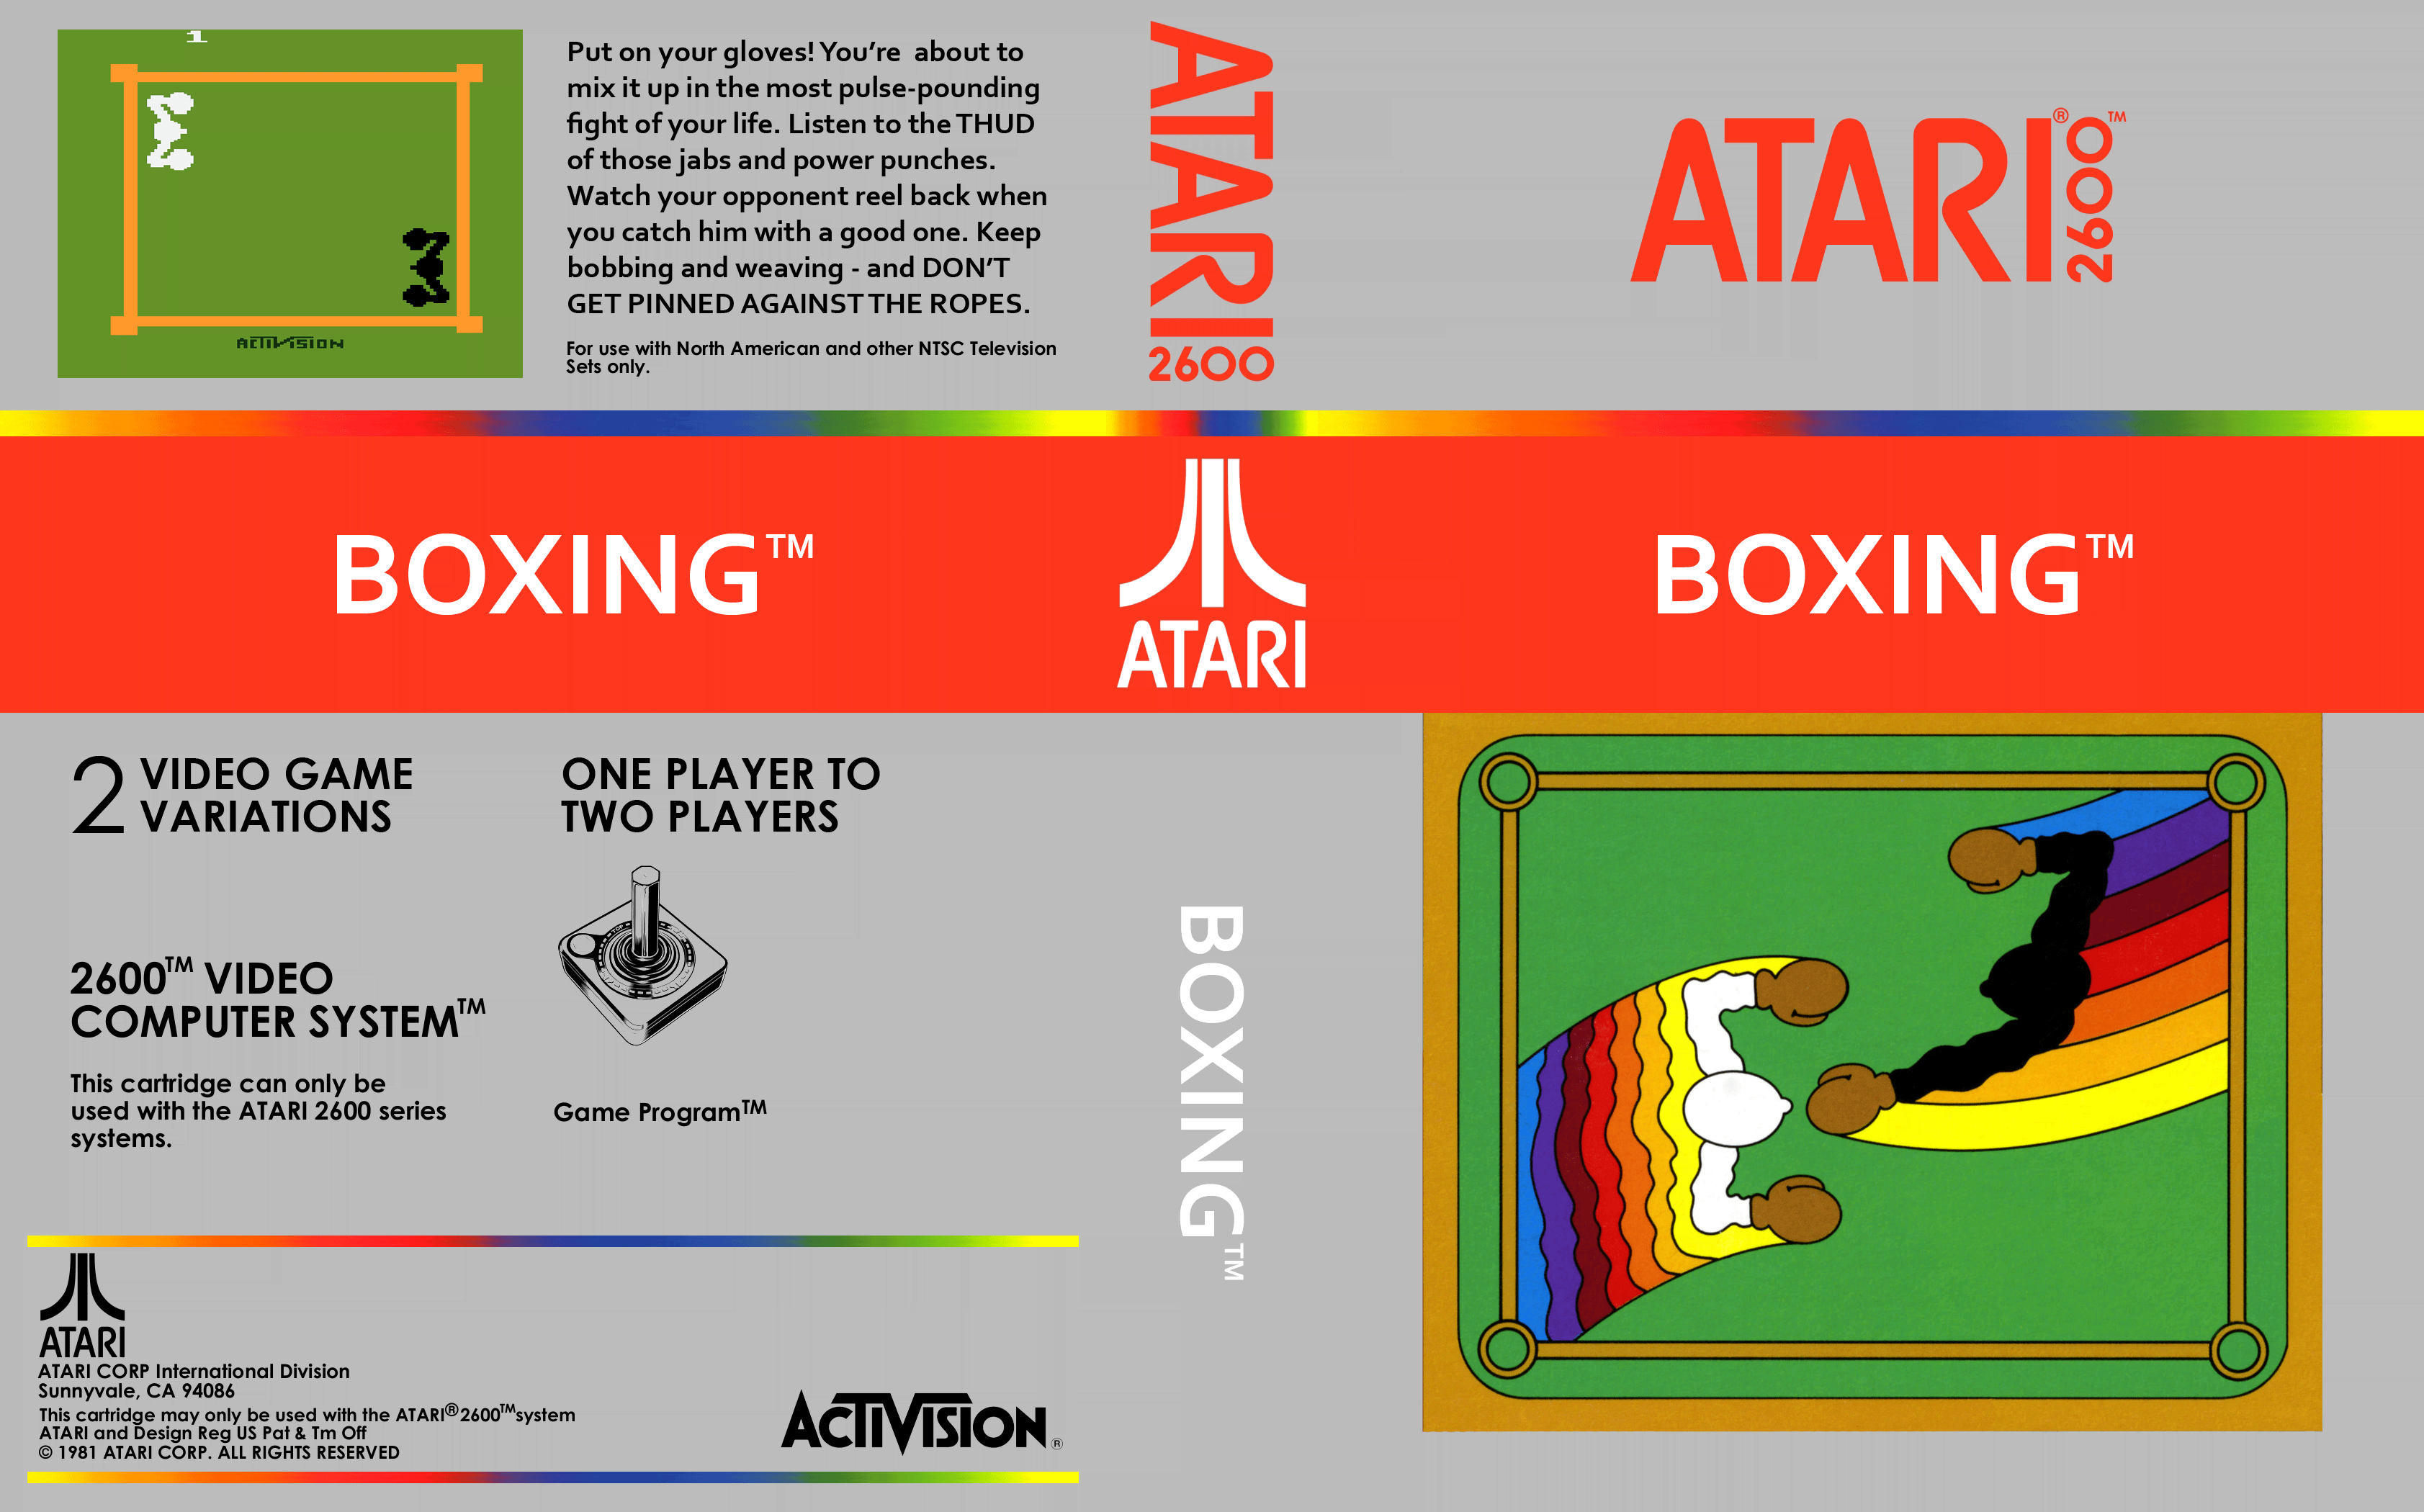 1
ACTIVISION
Put on your gloves! You're about to
mix it up in the most pulse-pounding
fight of your life. Listen to the THUD
of those jabs and power punches.
Watch your opponent reel back when
you catch him with a good one. Keep
bobbing and weaving - and DON'T
GET PINNED AGAINST THE ROPES.
For use with North American and other NTSC Television
Sets only.
ATARI
2600
ATARI® 2600™
BOXING™
ATARI
BOXING™
2 VIDEO GAME
VARIATIONS
ONE PLAYER TO
TWO PLAYERS
2600™ VIDEO
COMPUTER SYSTEM™
This cartridge can only be
used with the ATARI 2600 series
systems.
Game Program™
BOXING™
ATARI
ATARI CORP International Division
Sunnyvale, CA 94086
This cartridge may only be used with the ATARI®2600™system
ATARI and Design Reg US Pat & Tm Off
© 1981 ATARI CORP. ALL RIGHTS RESERVED
ACTIVISION®